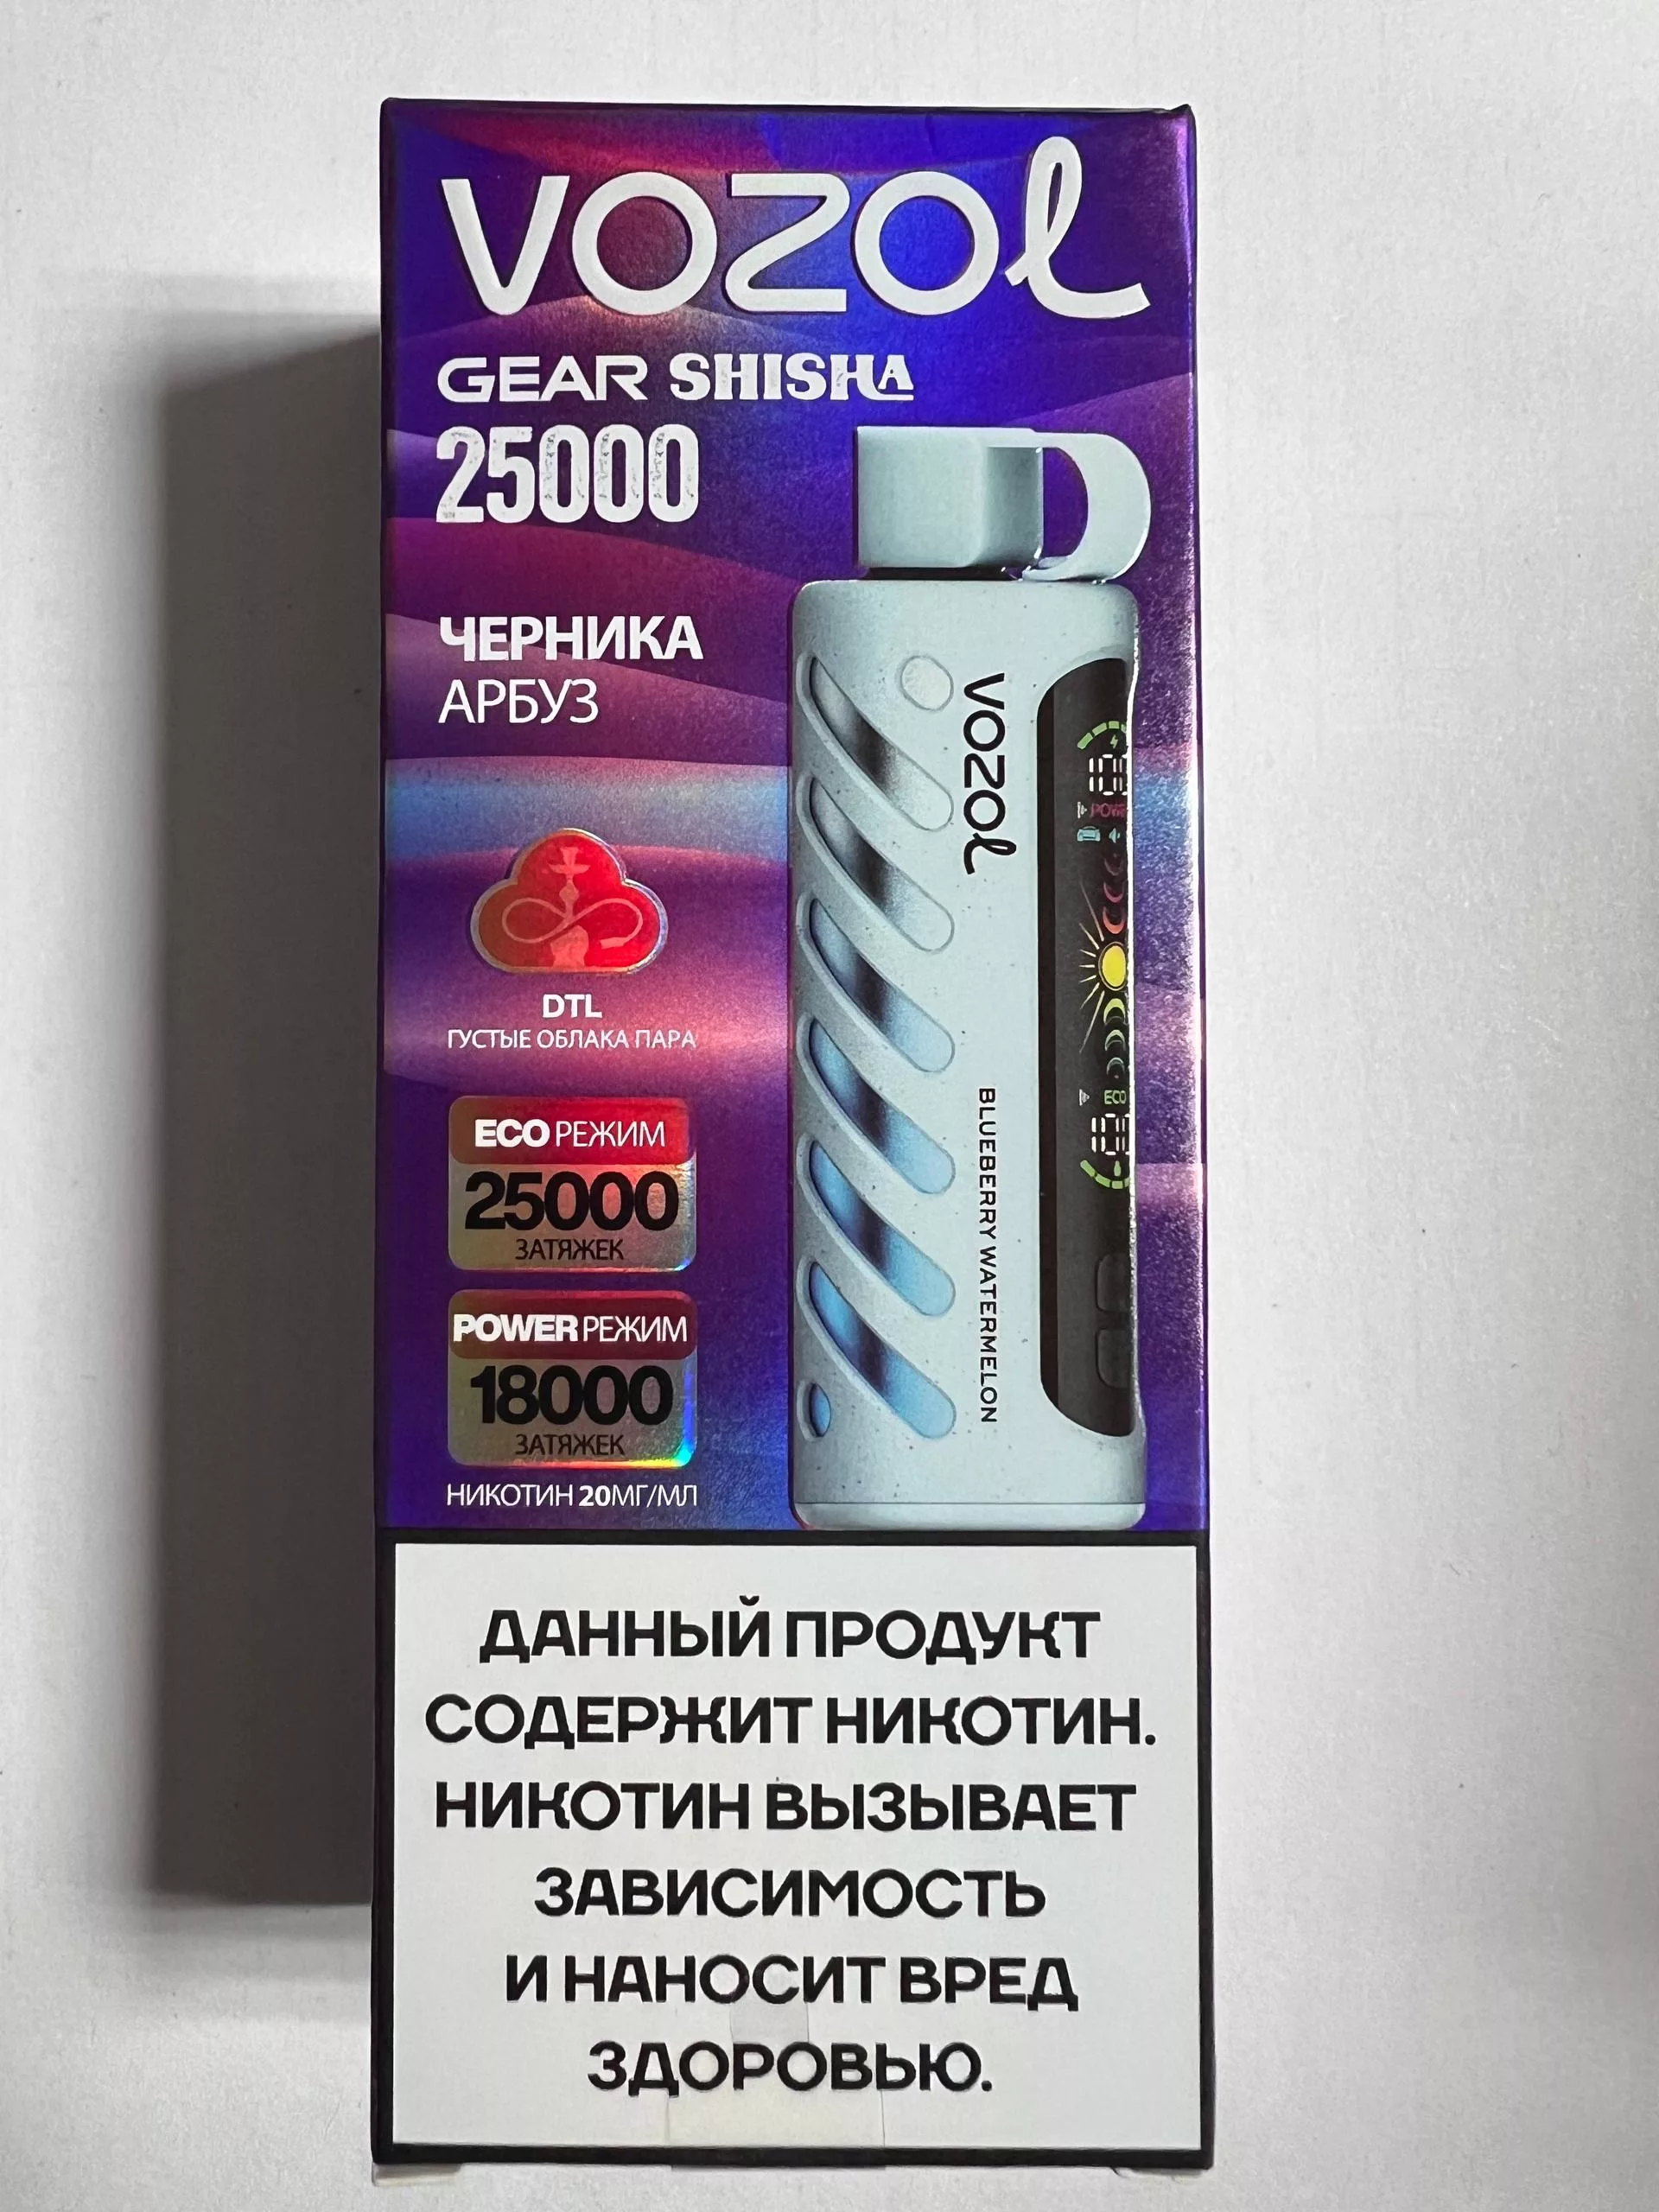 VOZOL
GEAR SHISHA
25000
ЧЕРНИКА
АРБУЗ
DTL
ГУСТЫЕ ОБЛАКА ПАРА
ECO РЕЖИМ
25000
ЗАТЯЖЕК
POWER РЕЖИМ
18000
ЗАТЯЖЕК
НИКОТИН 20МГ/МЛ
VOZOL
BLUEBERRY WATERMELON
ECO
ДАННЫЙ ПРОДУКТ
СОДЕРЖИТ НИКОТИН.
НИКОТИН ВЫЗЫВАЕТ
ЗАВИСИМОСТЬ
И НАНОСИТ ВРЕД
ЗДОРОВЬЮ.